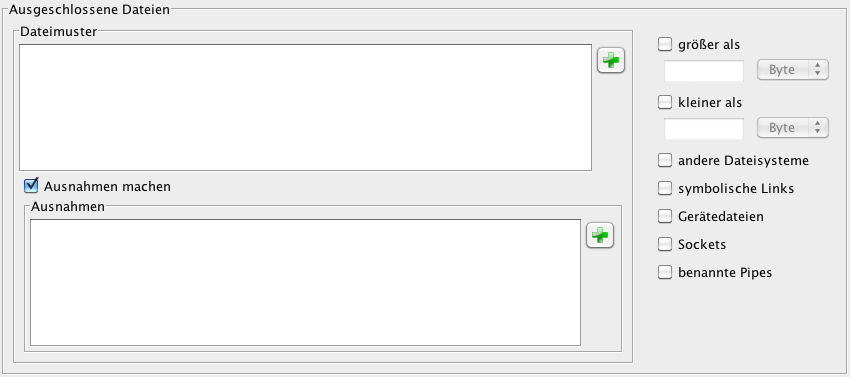 Ausgeschlossene Dateien
Dateimuster
Ausnahmen machen
Ausnahmen
größer als
Byte
kleiner als
Byte
andere Dateisysteme
symbolische Links
Gerätedateien
Sockets
benannte Pipes